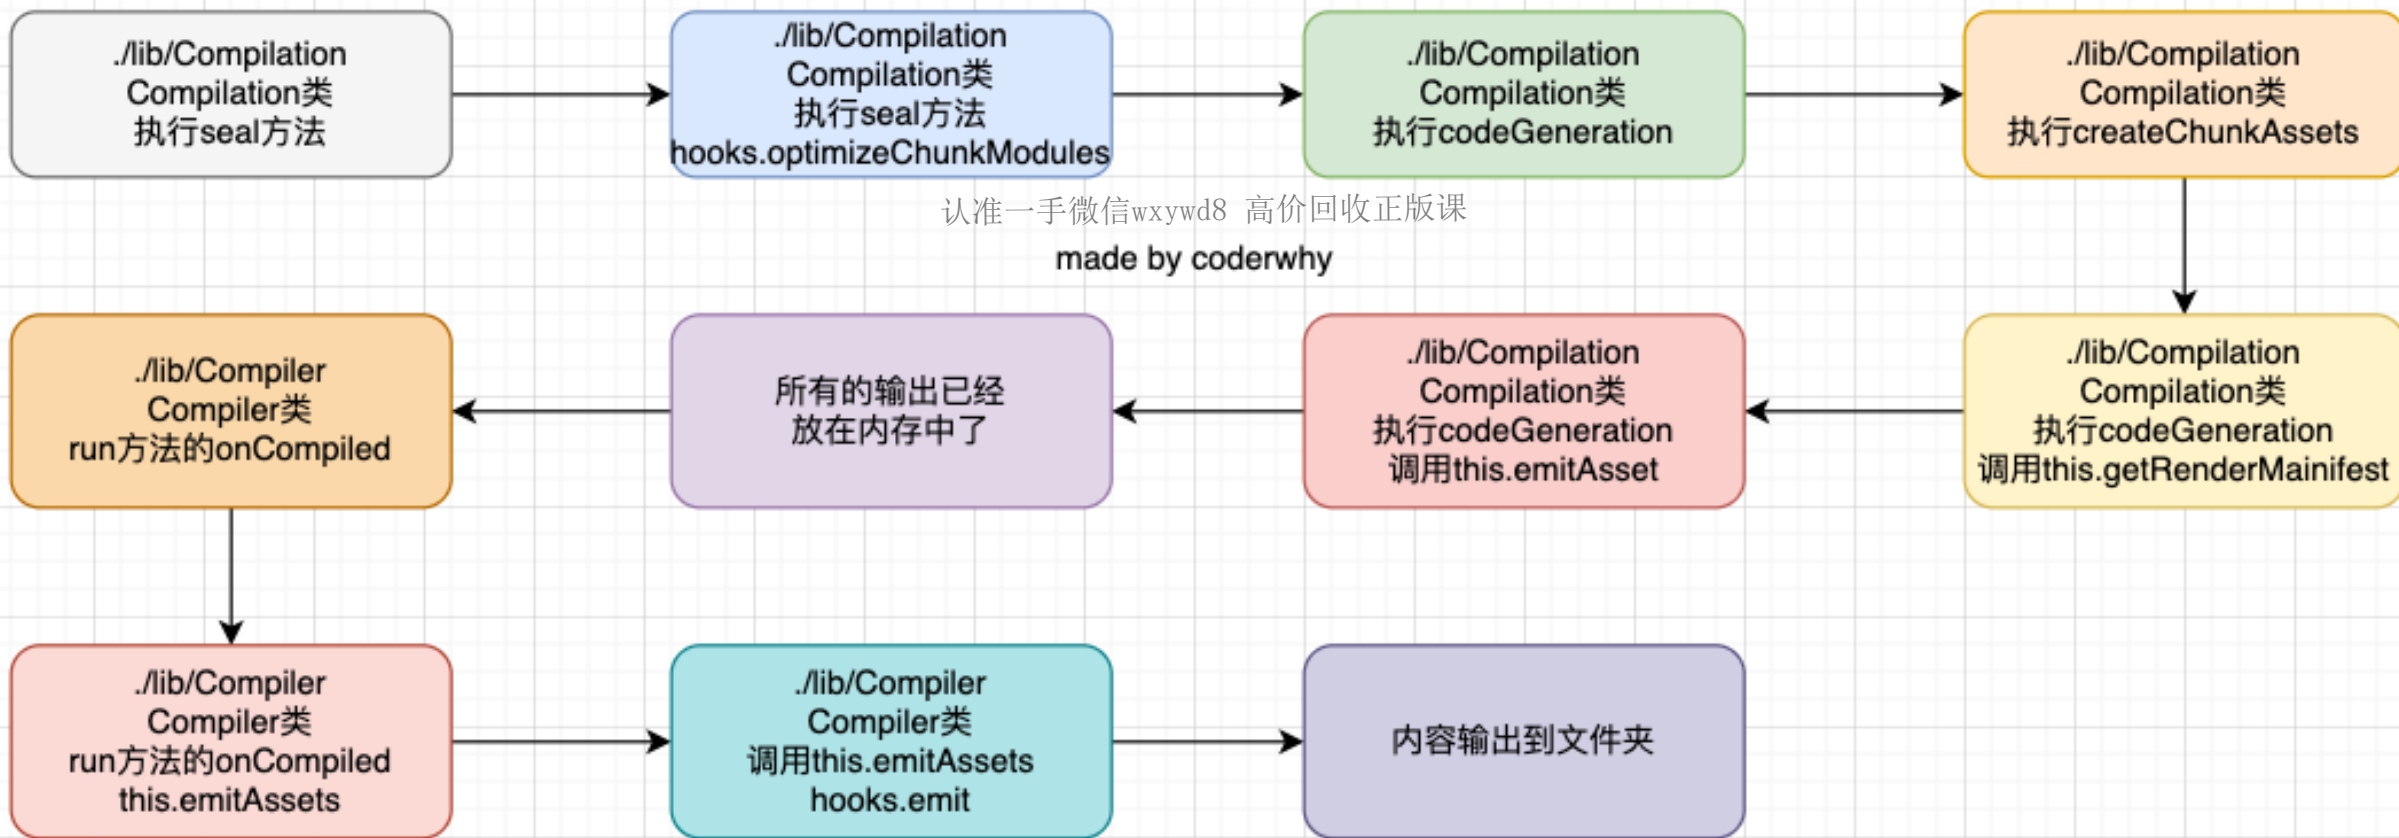 ./lib/Compilation
Compilation类
执行seal方法
./lib/Compilation
Compilation类
执行seal方法
hooks.optimizeChunkModules
./lib/Compilation
Compilation类
执行codeGeneration
./lib/Compilation
Compilation类
执行createChunkAssets
认准一手微信wxywd8 高价回收正版课
made by coderwhy
./lib/Compilation
Compilation类
执行codeGeneration
调用this.getRenderMainifest
./lib/Compilation
Compilation类
执行codeGeneration
调用this.emitAsset
所有的输出已经
放在内存中了
./lib/Compiler
Compiler类
run方法的onCompiled
./lib/Compiler
Compiler类
run方法的onCompiled
this.emitAssets
./lib/Compiler
Compiler类
调用this.emitAssets
hooks.emit
内容输出到文件夹